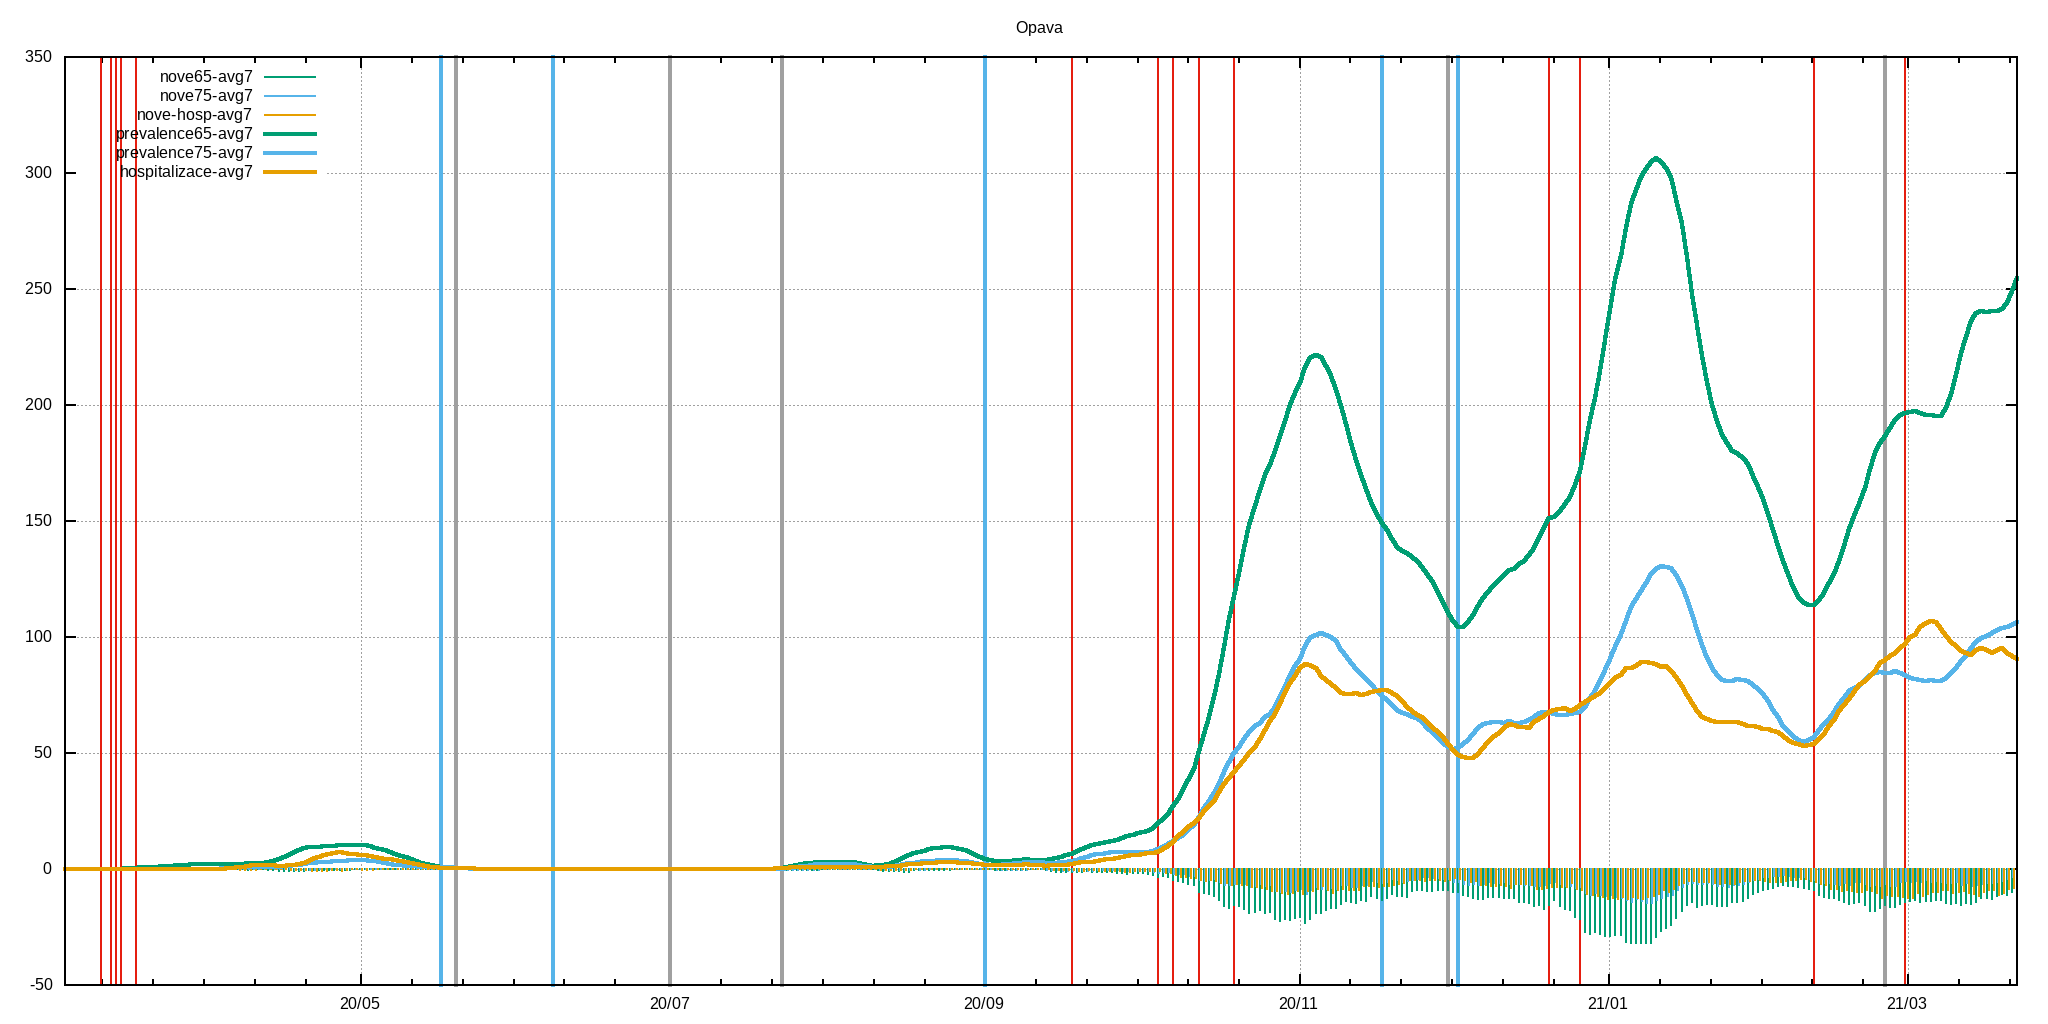 Opava
350
300
250
200
150
100
50
0
-50
nove65-avg7
nove75-avg7
nove-hosp-avg7
prevalence65-avg7
prevalence75-avg7
hospitalizace-avg7
20/05
20/07
20/09
20/11
21/01
21/03